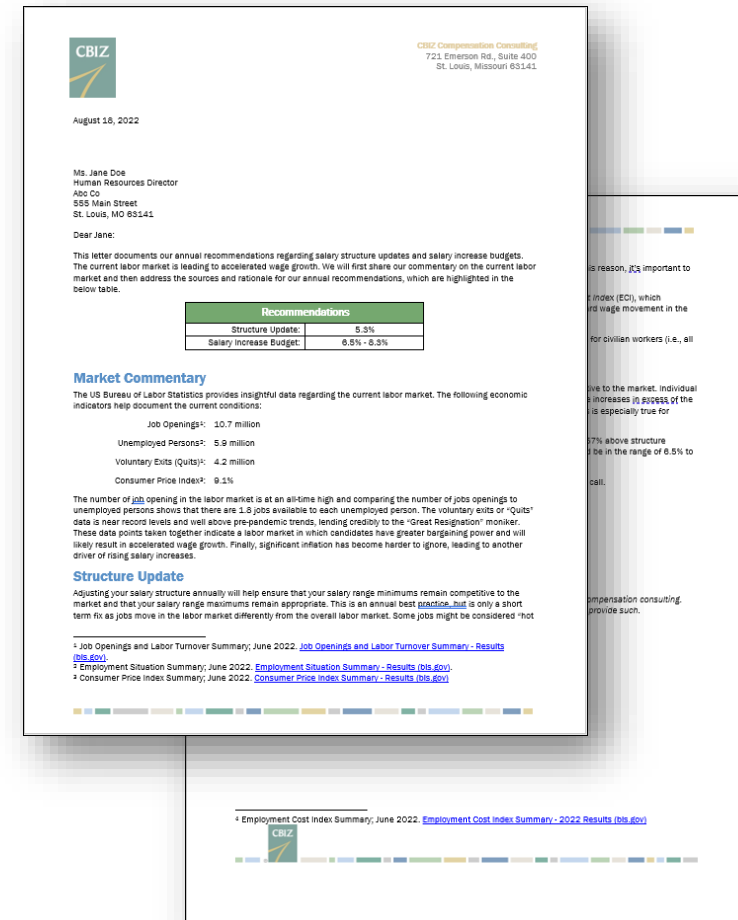 CBIZ
CBIZ Compensation Consulting
721 Emerson Rd., Suite 400
St. Louis, Missouri 63141
August 18, 2022
Ms. Jane Doe
Human Resources Director
Abc Co
555 Main Street
St. Louis, MO 63141
Dear Jane:
This letter documents our annual recommendations regarding salary structure updates and salary increase budgets.
The current labor market is leading to accelerated wage growth. We will first share our commentary on the current labor
market and then address the sources and rationale for our annual recommendations, which are highlighted in the
below table.
Recommendations
Structure Update: 5.3%
Salary Increase Budget: 6.5% - 8.3%
Market Commentary
The US Bureau of Labor Statistics provides insightful data regarding the current labor market. The following economic
indicators help document the current conditions:
Job Openings¹: 10.7 million
Unemployed Persons²: 5.9 million
Voluntary Exits (Quits)¹: 4.2 million
Consumer Price Index³: 9.1%
The number of job opening in the labor market is at an all-time high and comparing the number of jobs openings to
unemployed persons shows that there are 1.8 jobs available to each unemployed person. The voluntary exits or “Quits”
data is near record levels and well above pre-pandemic trends, lending credibly to the “Great Resignation” moniker.
These data points taken together indicate a labor market in which candidates have greater bargaining power and will
likely result in accelerated wage growth. Finally, significant inflation has become harder to ignore, leading to another
driver of rising salary increases.
Structure Update
Adjusting your salary structure annually will help ensure that your salary range minimums remain competitive to the
market and that your salary range maximums remain appropriate. This is an annual best practice, but is only a short
term fix as jobs move in the labor market differently from the overall labor market. Some jobs might be considered “hot
¹ Job Openings and Labor Turnover Summary; June 2022. Job Openings and Labor Turnover Summary - Results
(bls.gov).
² Employment Situation Summary; June 2022. Employment Situation Summary - Results (bls.gov).
³ Consumer Price Index Summary; June 2022. Consumer Price Index Summary - Results (bls.gov)
is reason, it's important to
t Index (ECI), which
rd wage movement in the
for civilian workers (i.e., all
ive to the market. Individual
e increases in excess of the
is especially true for
67% above structure
d be in the range of 6.5% to
call.
ompensation consulting.
provide such.
⁴ Employment Cost Index Summary; June 2022. Employment Cost Index Summary - 2022 Results (bls.gov)
CBIZ